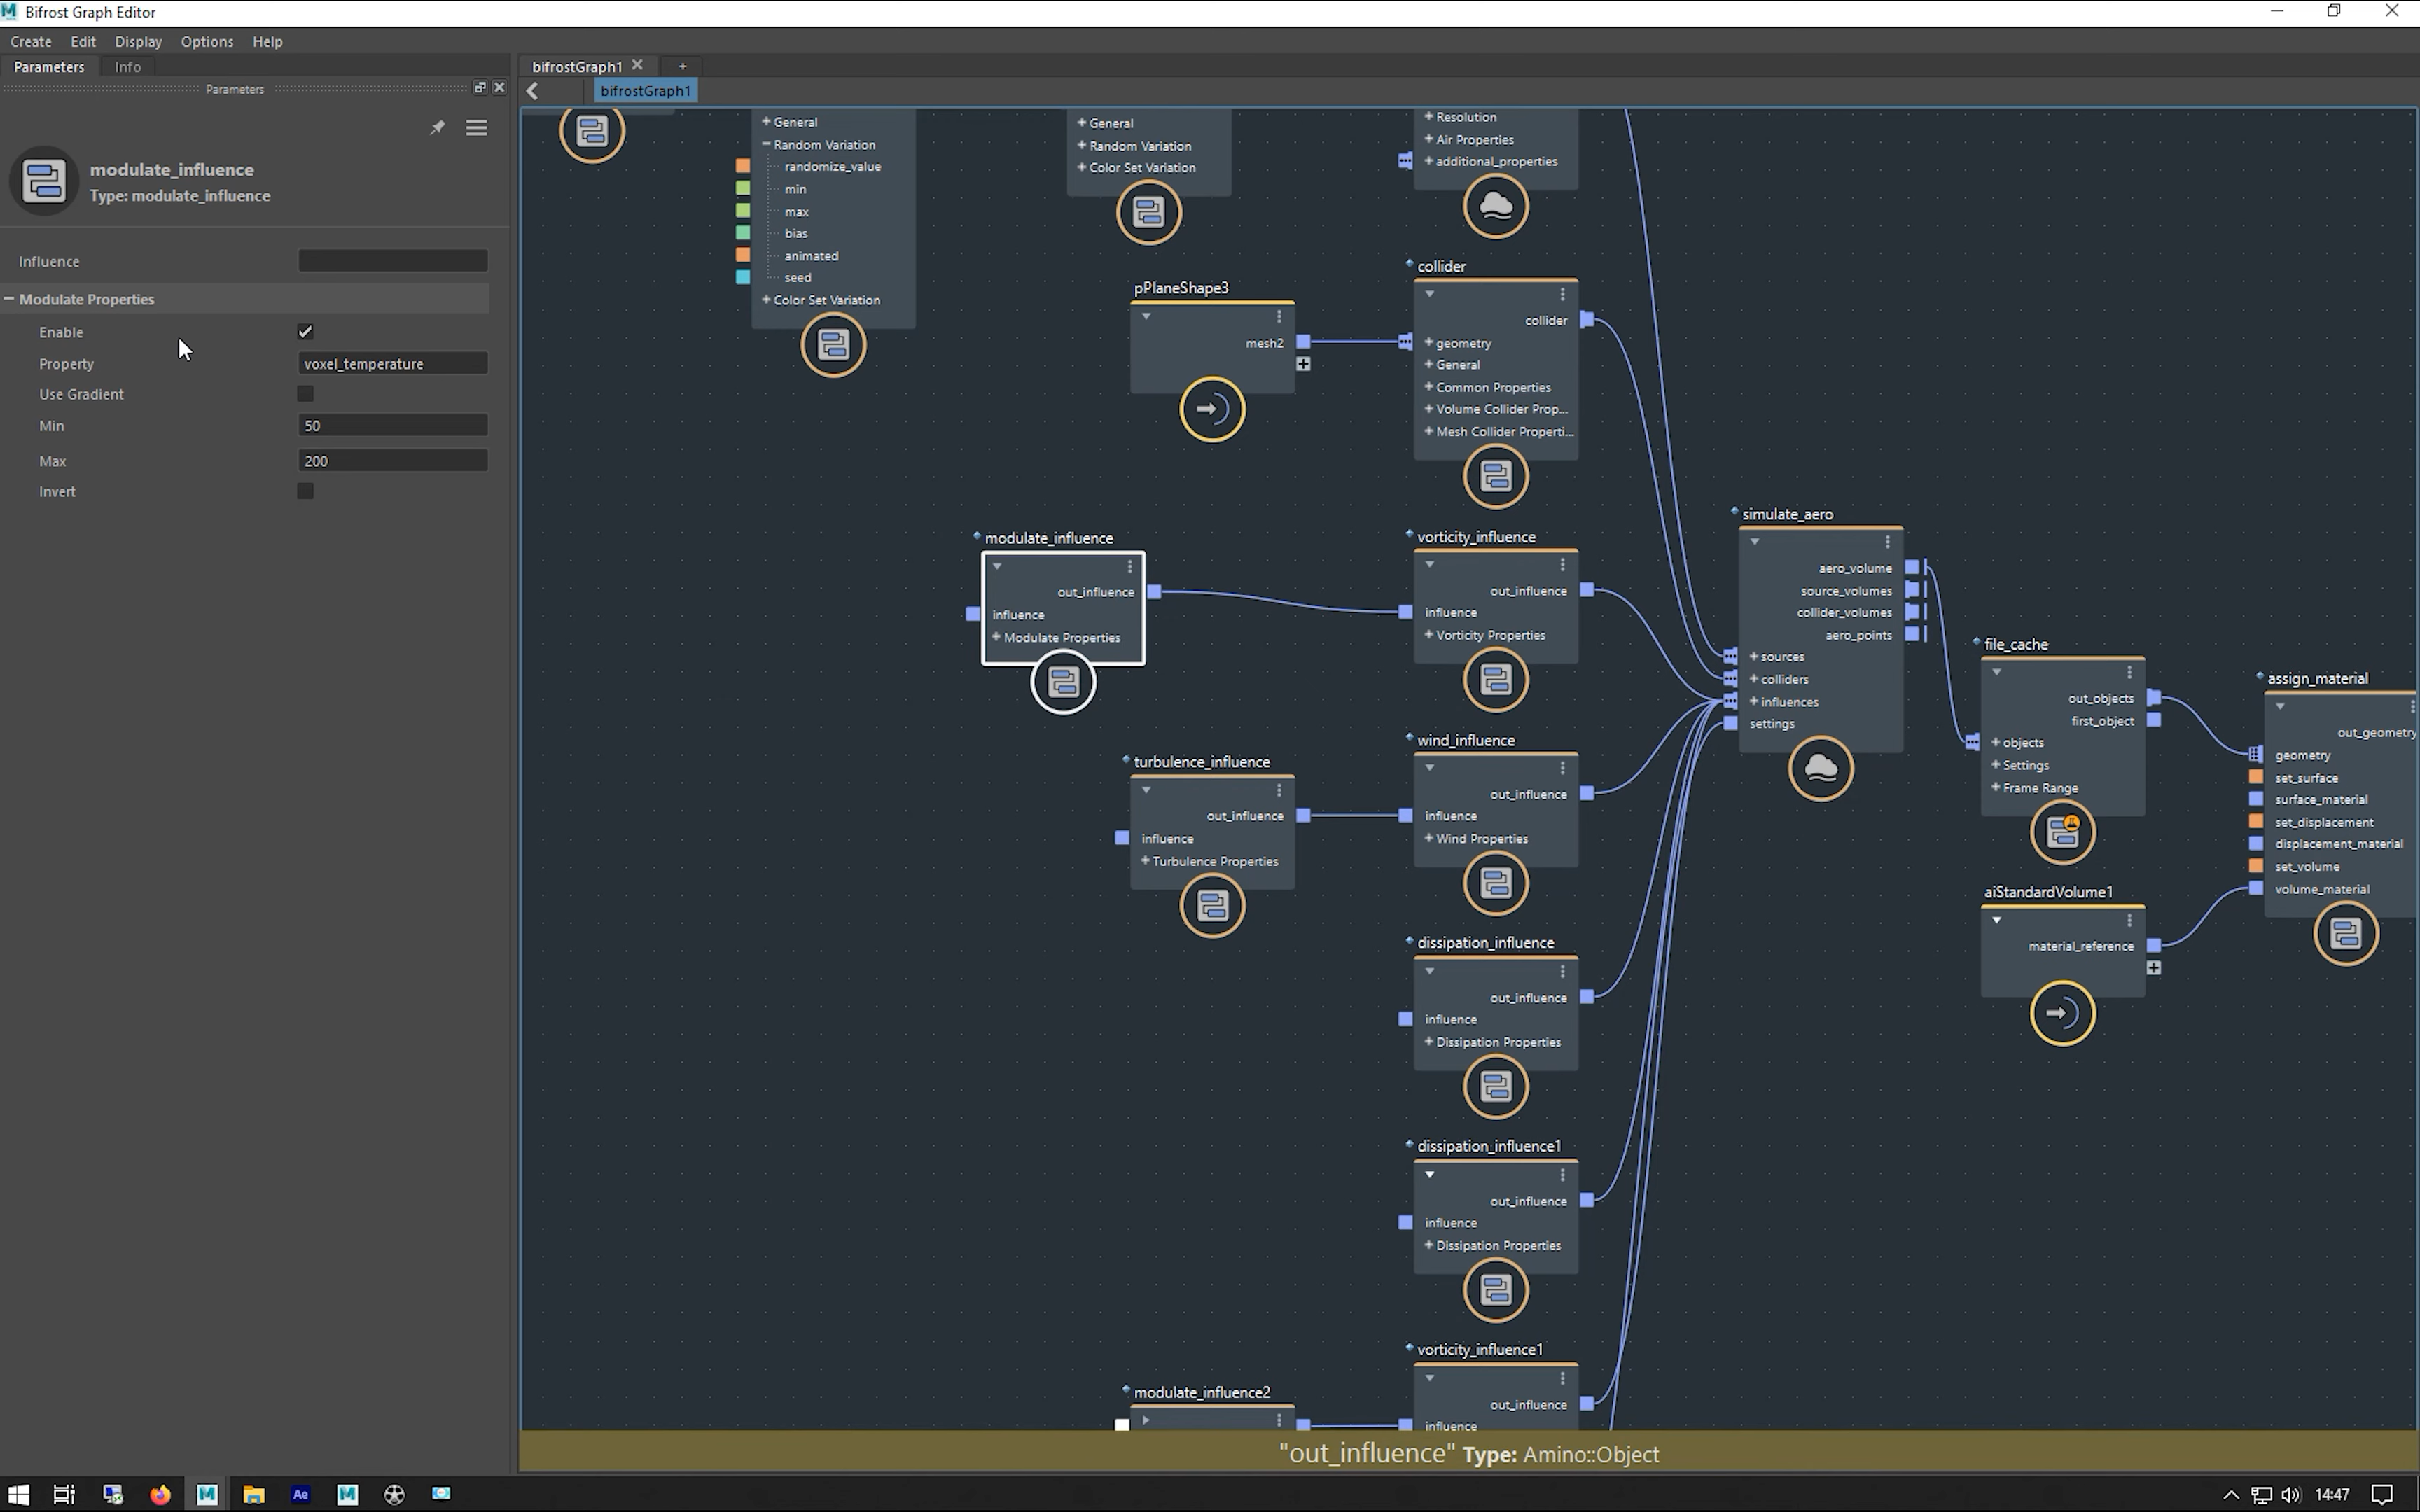 Bifrost Graph Editor
Create Edit Display Options Help
Parameters Info
Parameters
modulate_influence
Type: modulate_influence
Influence
Modulate Properties
Enable
Property voxel_temperature
Use Gradient
Min 50
Max 200
Invert
bifrostGraph1 +
bifrostGraph1
+ General
− Random Variation
randomize_value
min
max
bias
animated
seed
+ Color Set Variation
+ General
+ Random Variation
+ Color Set Variation
+ Resolution
+ Air Properties
+ additional_properties
pPlaneShape3
mesh2
collider
collider
+ geometry
+ General
+ Common Properties
+ Volume Collider Prop...
+ Mesh Collider Properti...
modulate_influence
out_influence
influence
+ Modulate Properties
vorticity_influence
out_influence
influence
+ Vorticity Properties
turbulence_influence
out_influence
influence
+ Turbulence Properties
wind_influence
out_influence
influence
+ Wind Properties
dissipation_influence
out_influence
influence
+ Dissipation Properties
dissipation_influence1
out_influence
influence
+ Dissipation Properties
modulate_influence2
vorticity_influence1
out_influence
influence
simulate_aero
aero_volume
source_volumes
collider_volumes
aero_points
+ sources
+ colliders
+ influences
settings
file_cache
out_objects
first_object
+ objects
+ Settings
+ Frame Range
aiStandardVolume1
material_reference
assign_material
out_geometry
geometry
set_surface
surface_material
set_displacement
displacement_material
set_volume
volume_material
"out_influence" Type: Amino::Object
Ae
14:47